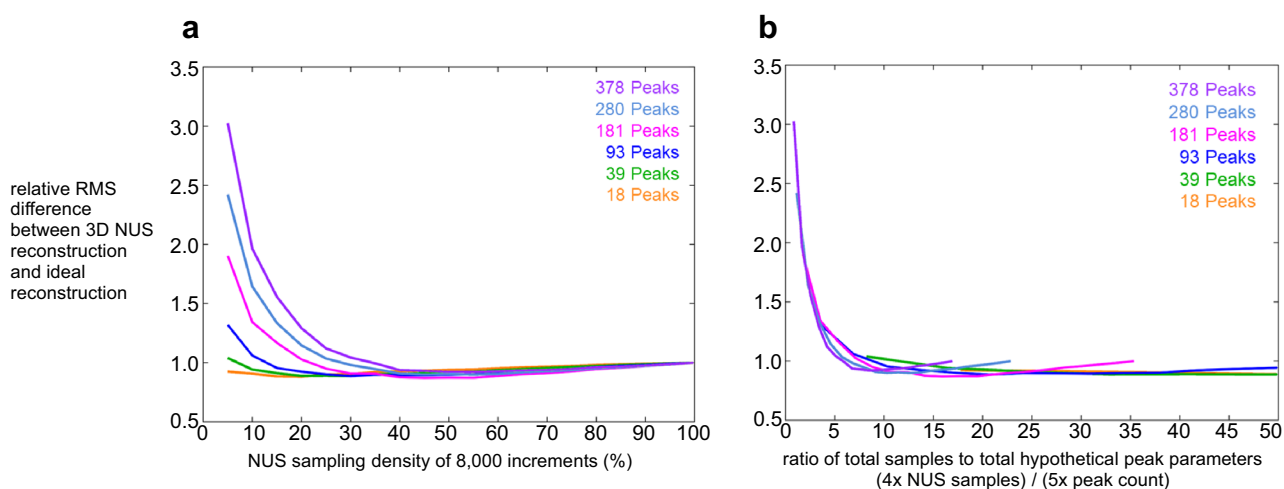 a
3.5
3.0
2.5
2.0
1.5
1.0
0.5
0 10 20 30 40 50 60 70 80 90 100
378 Peaks
280 Peaks
181 Peaks
93 Peaks
39 Peaks
18 Peaks
relative RMS
difference
between 3D NUS
reconstruction
and ideal
reconstruction
NUS sampling density of 8,000 increments (%)
b
3.5
3.0
2.5
2.0
1.5
1.0
0.5
0 5 10 15 20 25 30 35 40 45 50
378 Peaks
280 Peaks
181 Peaks
93 Peaks
39 Peaks
18 Peaks
ratio of total samples to total hypothetical peak parameters
(4x NUS samples) / (5x peak count)